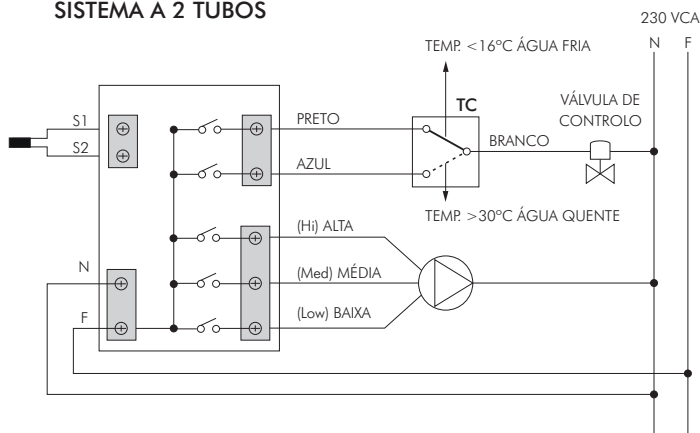 SISTEMA A 2 TUBOS
230 VCA
N F
TEMP. <16°C ÁGUA FRIA
TC
VÁLVULA DE
CONTROLO
S1
S2
PRETO
BRANCO
AZUL
TEMP. >30°C ÁGUA QUENTE
(Hi) ALTA
(Med) MÉDIA
(Low) BAIXA
N
F